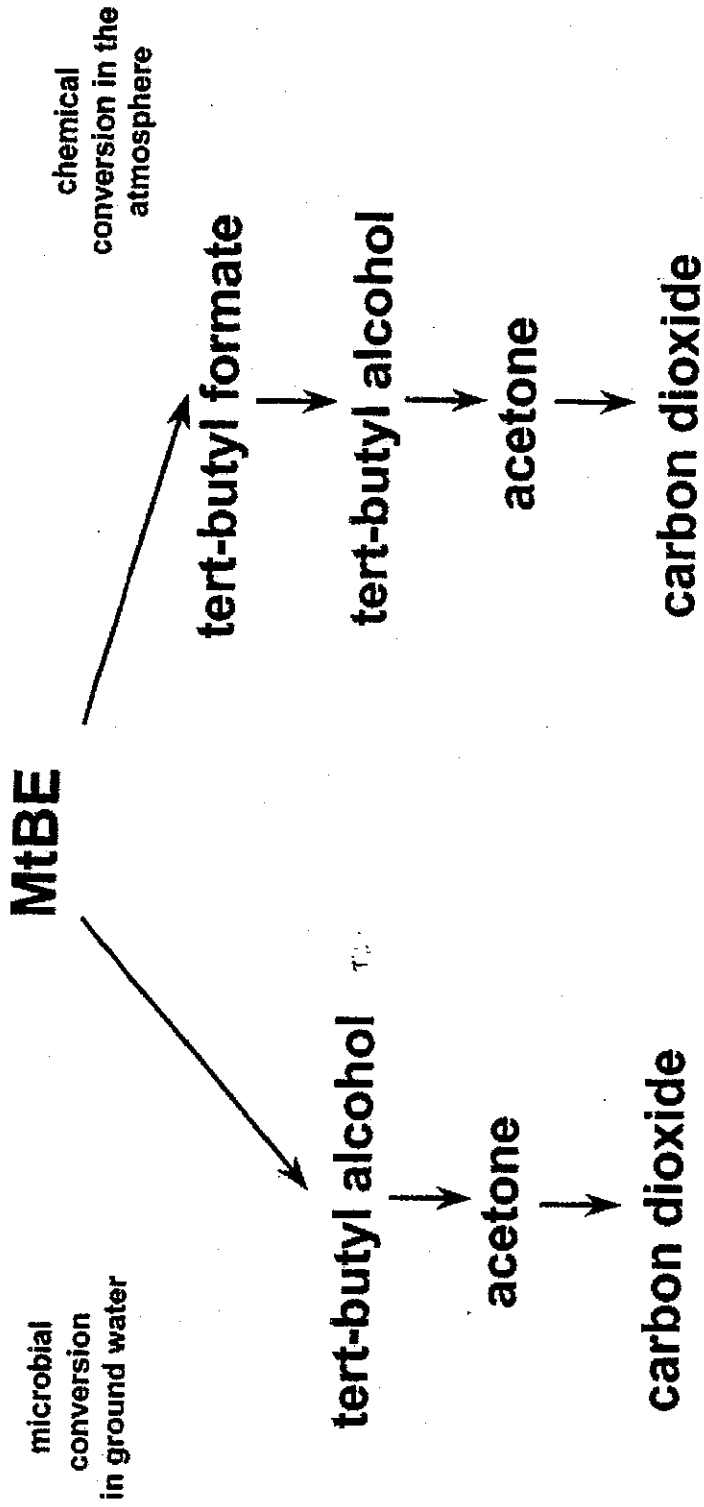 MtBE
microbial
conversion
in ground water
tert-butyl alcohol
acetone
carbon dioxide
chemical
conversion in the
atmosphere
tert-butyl formate
tert-butyl alcohol
acetone
carbon dioxide